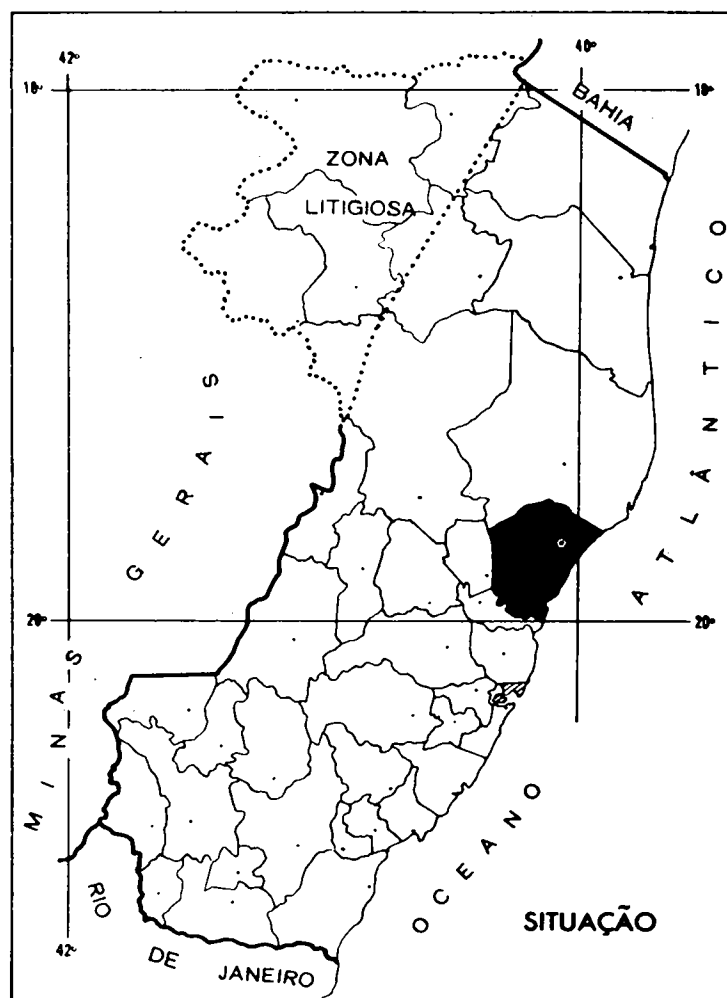 42°
40°
18°
18°
BAHIA
ZONA
LITIGIOSA
MINAS GERAIS
OCEANO ATLÂNTICO
20°
20°
RIO DE JANEIRO
42°
SITUAÇÃO